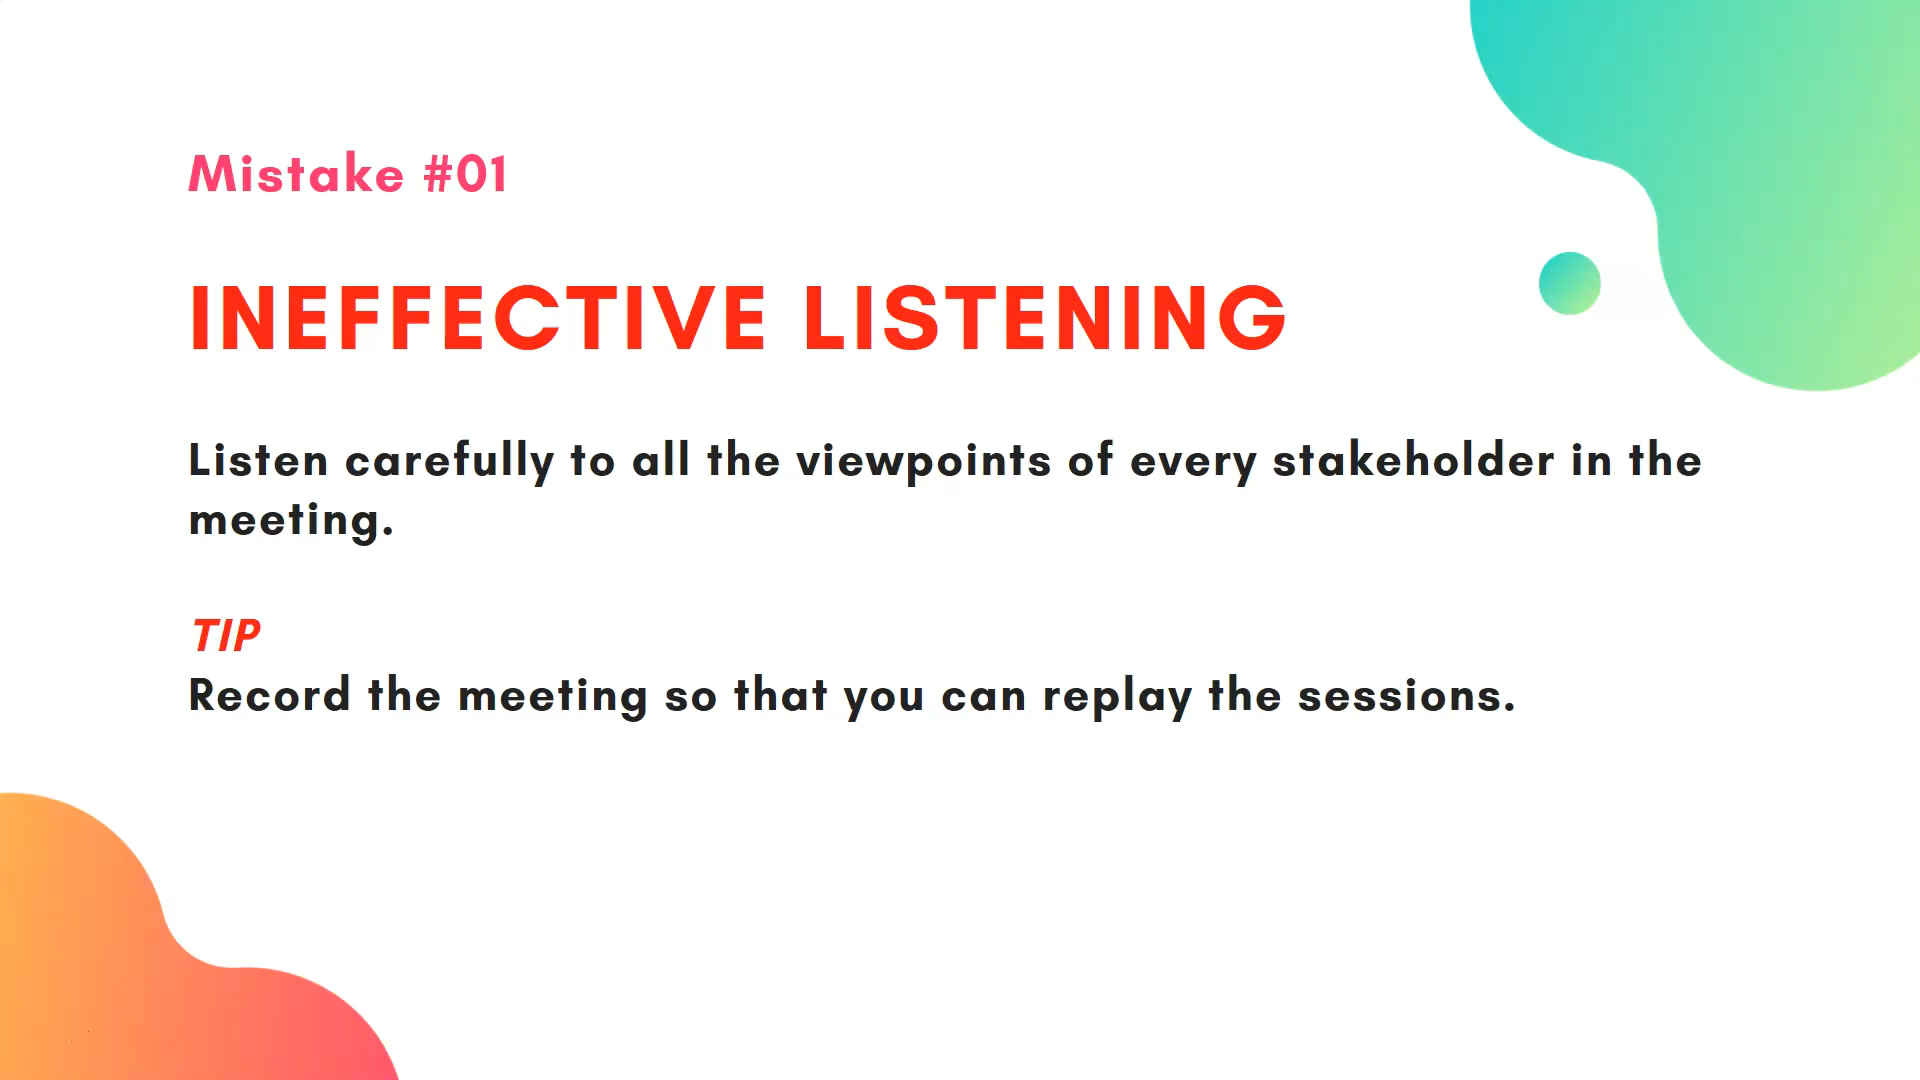 Mistake #01
INEFFECTIVE LISTENING
Listen carefully to all the viewpoints of every stakeholder in the
meeting.
TIP
Record the meeting so that you can replay the sessions.